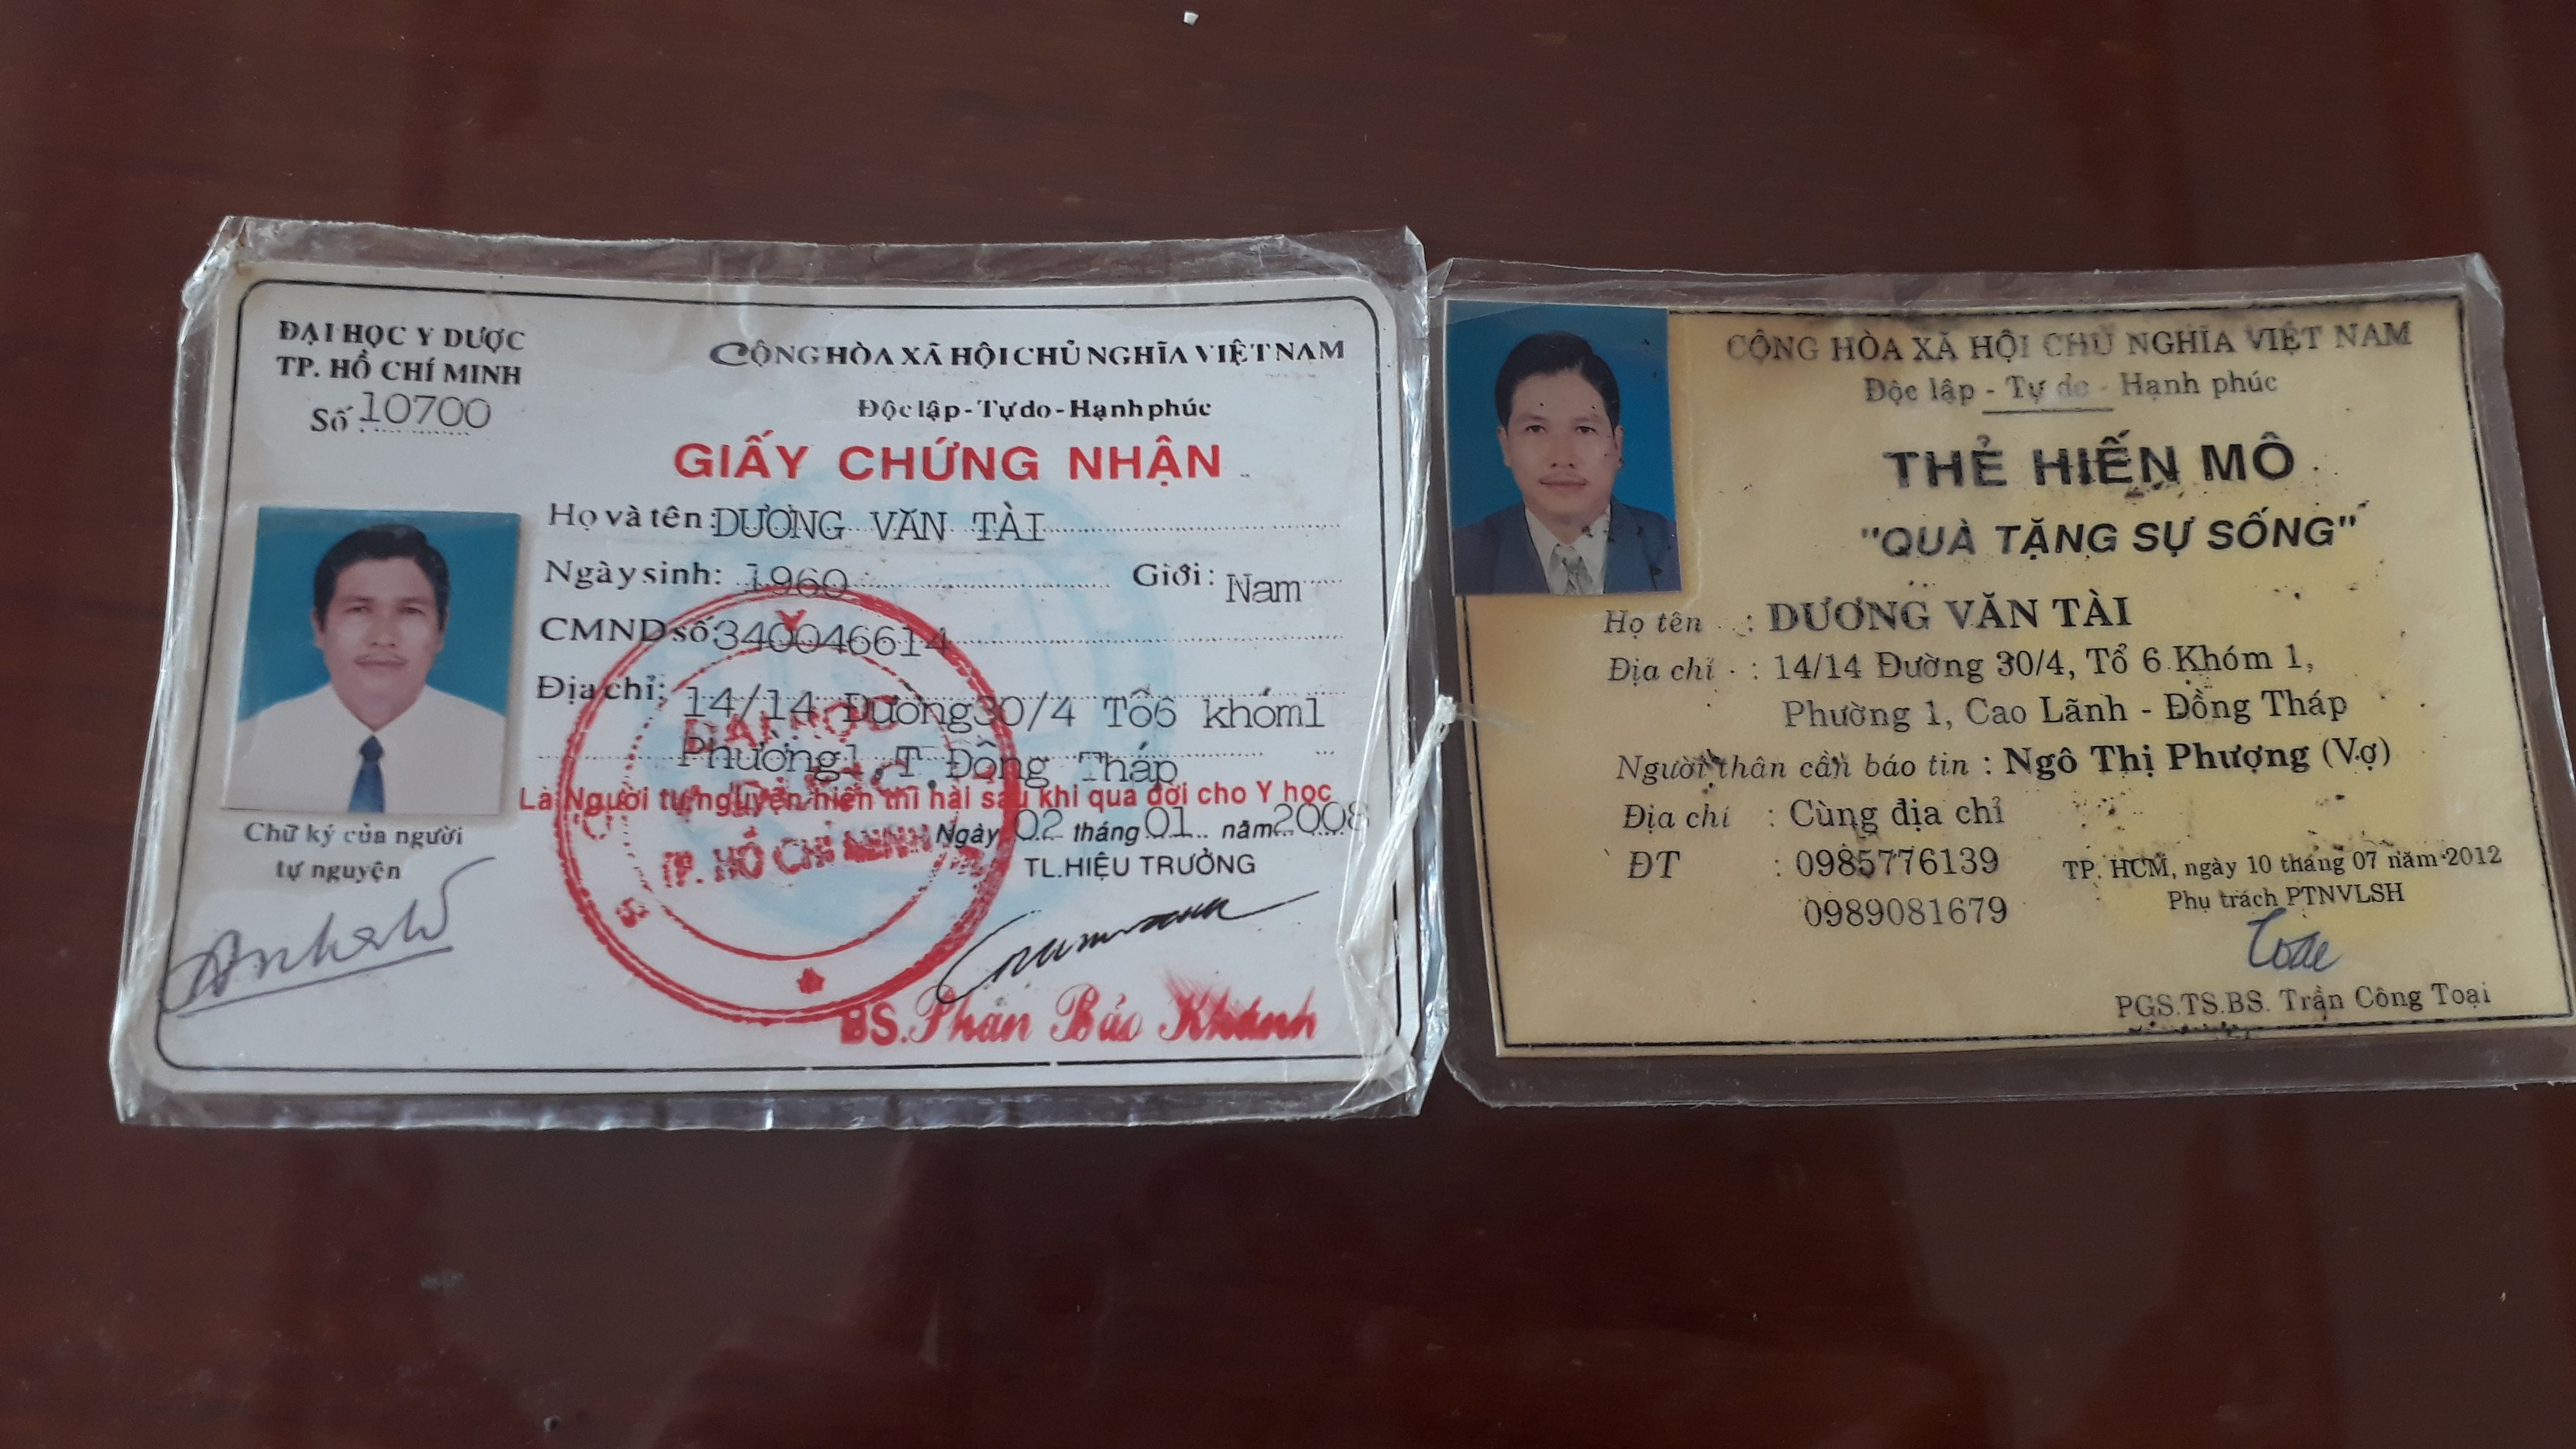 ĐẠI HỌC Y DƯỢC
TP. HỒ CHÍ MINH
Số 10700
CỘNG HÒA XÃ HỘI CHỦ NGHĨA VIỆT NAM
Độc lập - Tự do - Hạnh phúc
GIẤY CHỨNG NHẬN
Họ và tên: DƯƠNG VĂN TÀI
Ngày sinh: 1960 Giới: Nam
CMND số: 340046614
Địa chỉ: 14/14 Đường 30/4 Tổ6 khóm1
Phường1, T.Đồng Tháp
Là Người tự nguyện hiến thi hài sau khi qua đời cho Y học
Ngày 02 tháng 01 năm 2008
TL.HIỆU TRƯỞNG
BS. Phan Bảo Khánh
Chữ ký của người
tự nguyện
TP. HỒ CHÍ MINH
CỘNG HÒA XÃ HỘI CHỦ NGHĨA VIỆT NAM
Độc lập - Tự do - Hạnh phúc
THẺ HIẾN MÔ
"QUÀ TẶNG SỰ SỐNG"
Họ tên : DƯƠNG VĂN TÀI
Địa chỉ : 14/14 Đường 30/4, Tổ 6 Khóm 1,
Phường 1, Cao Lãnh - Đồng Tháp
Người thân cần báo tin : Ngô Thị Phượng (Vợ)
Địa chỉ : Cùng địa chỉ
ĐT : 0985776139
0989081679
TP. HCM, ngày 10 tháng 07 năm 2012
Phụ trách PTNVLSH
PGS.TS.BS. Trần Công Toại